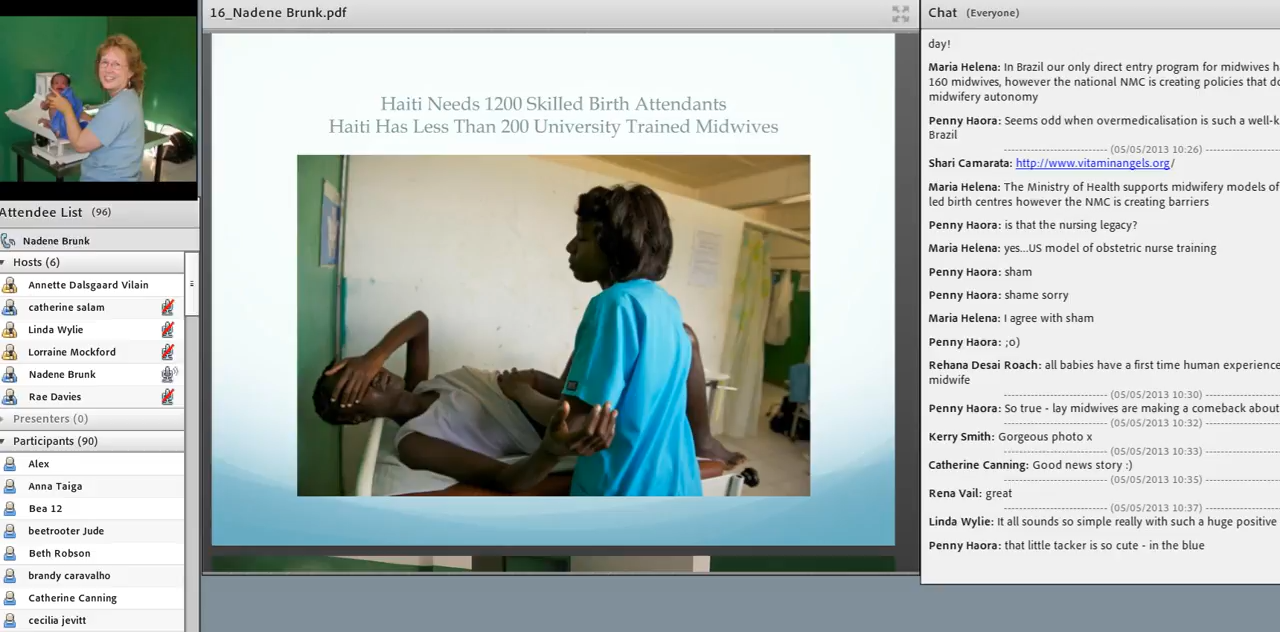 16_Nadene Brunk.pdf
Haiti Needs 1200 Skilled Birth Attendants
Haiti Has Less Than 200 University Trained Midwives
Attendee List (96)
Nadene Brunk
Hosts (6)
Annette Dalsgaard Vilain
catherine salam
Linda Wylie
Lorraine Mockford
Nadene Brunk
Rae Davies
Presenters (0)
Participants (90)
Alex
Anna Taiga
Bea 12
beetrooter Jude
Beth Robson
brandy caravalho
Catherine Canning
cecilia jevitt
Chat (Everyone)
day!
Maria Helena: In Brazil our only direct entry program for midwives h
160 midwives, however the national NMC is creating policies that d
midwifery autonomy
Penny Haora: Seems odd when overmedicalisation is such a well-k
Brazil
(05/05/2013 10:26)
Shari Camarata: http://www.vitaminangels.org/
Maria Helena: The Ministry of Health supports midwifery models of
led birth centres however the NMC is creating barriers
Penny Haora: is that the nursing legacy?
Maria Helena: yes...US model of obstetric nurse training
Penny Haora: sham
Penny Haora: shame sorry
Maria Helena: I agree with sham
Penny Haora: ;o)
Rehana Desai Roach: all babies have a first time human experience
midwife
(05/05/2013 10:30)
Penny Haora: So true - lay midwives are making a comeback about
(05/05/2013 10:32)
Kerry Smith: Gorgeous photo x
(05/05/2013 10:33)
Catherine Canning: Good news story :)
(05/05/2013 10:35)
Rena Vail: great
(05/05/2013 10:37)
Linda Wylie: It all sounds so simple really with such a huge positive
Penny Haora: that little tacker is so cute - in the blue